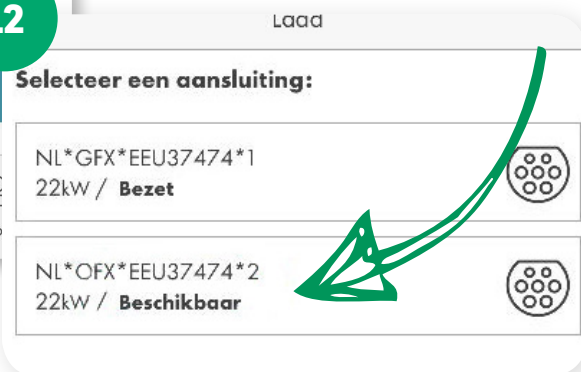 .2
Laad
Selecteer een aansluiting:
NL*GFX*EEU37474*1
22kW / Bezet
NL*OFX*EEU37474*2
22kW / Beschikbaar